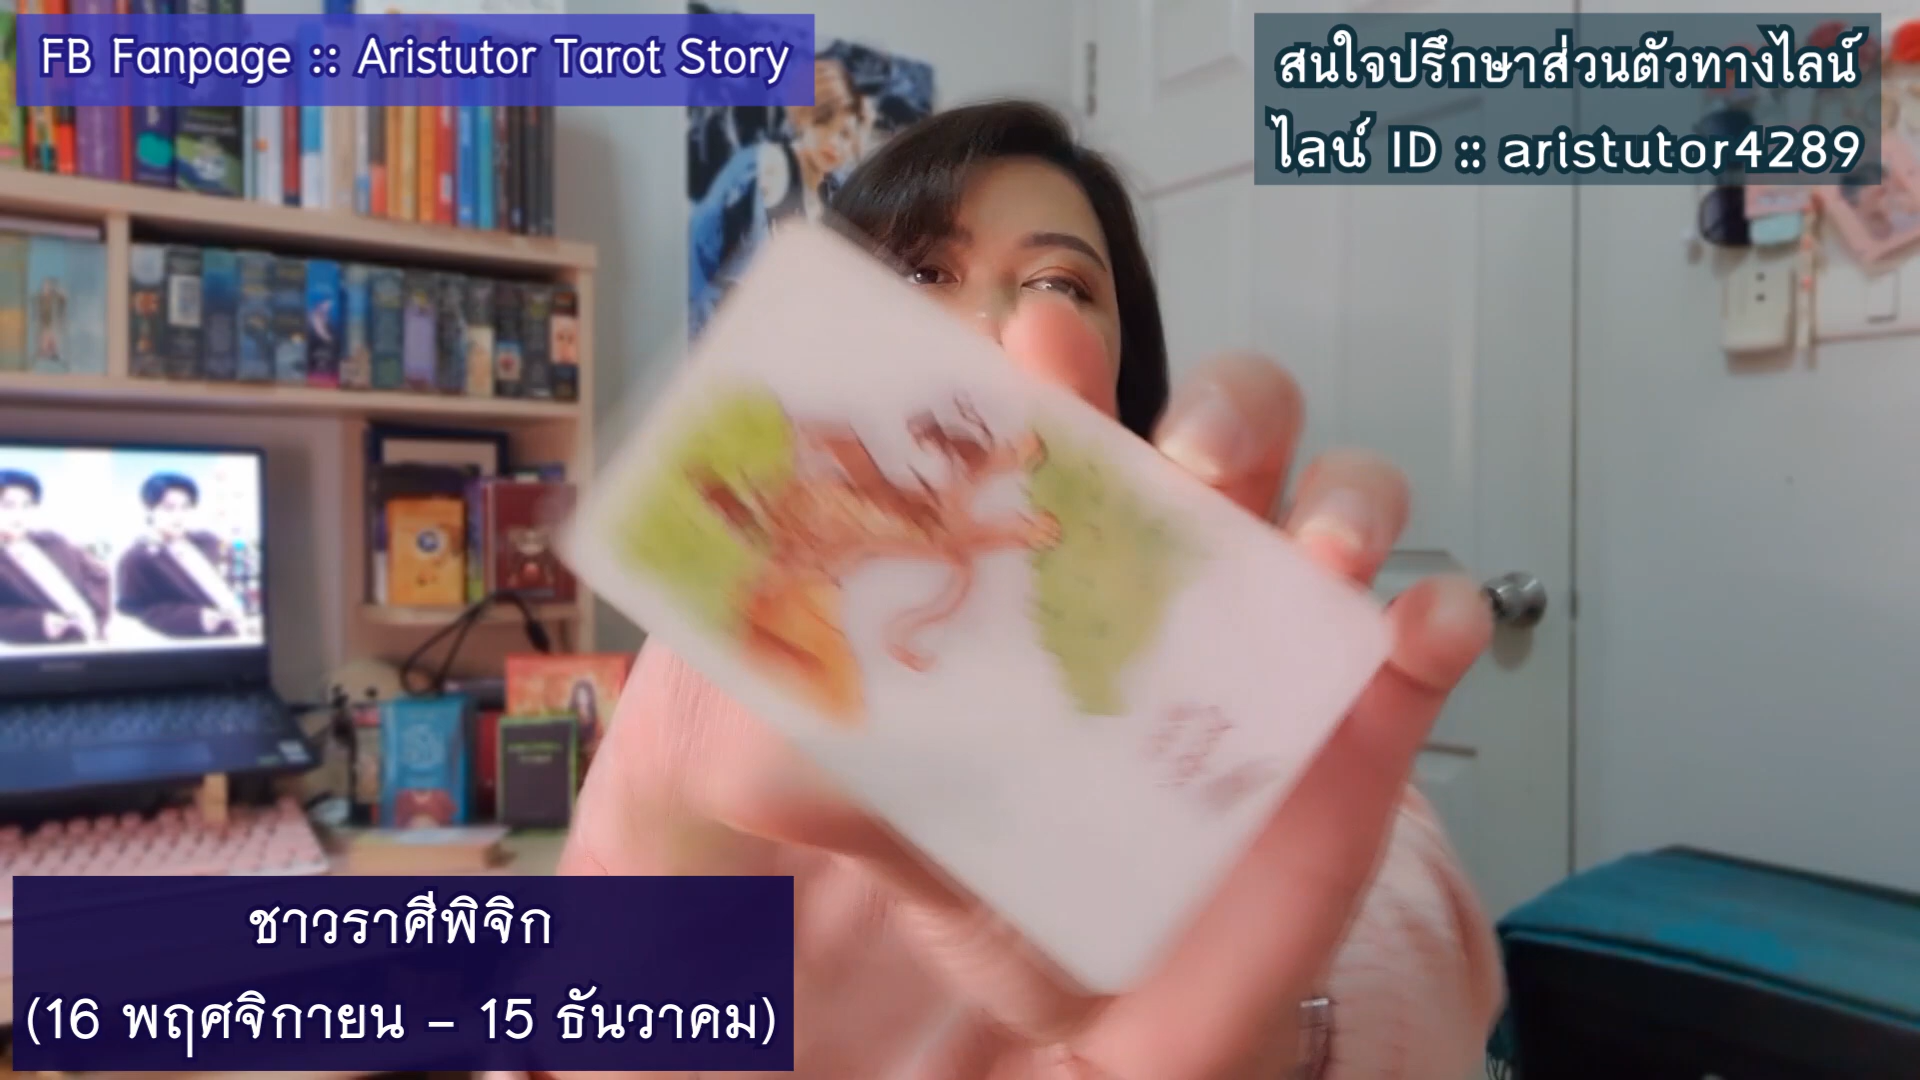 FB Fanpage :: Aristutor Tarot Story
สนใจปรึกษาส่วนตัวทางไลน์
ไลน์ ID :: aristutor4289
ชาวราศีพิจิก
(16 พฤศจิกายน - 15 ธันวาคม)